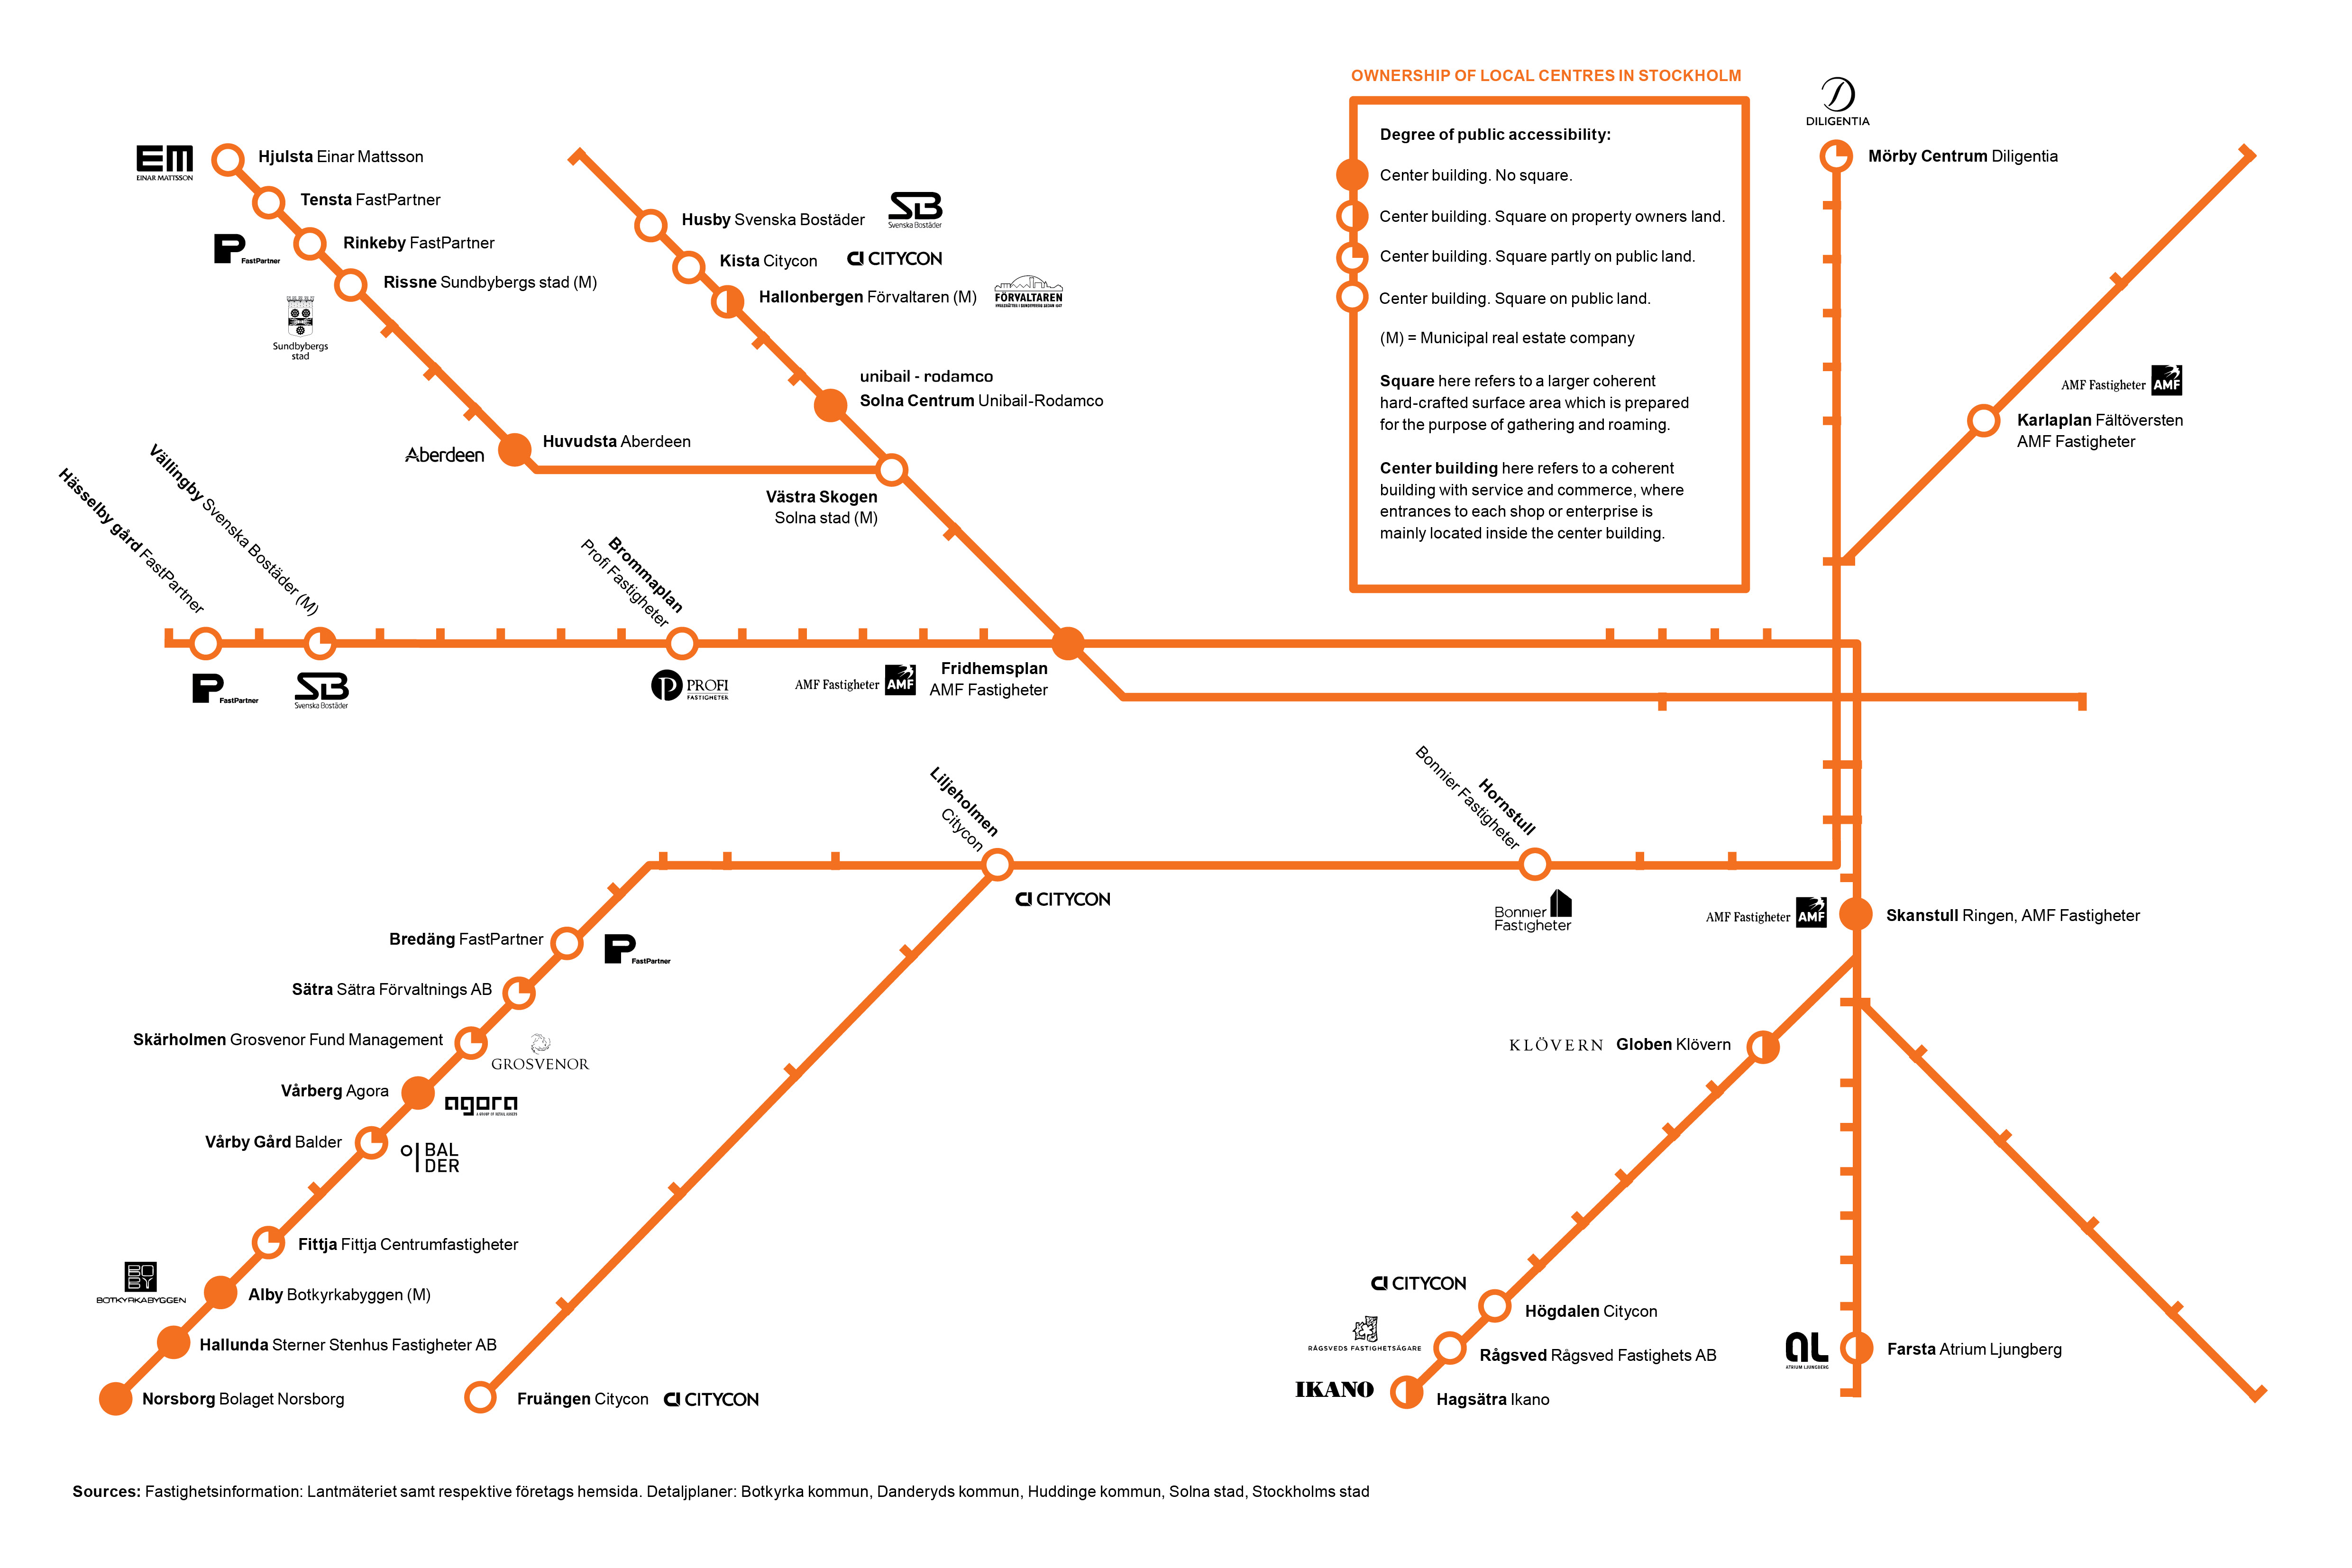 OWNERSHIP OF LOCAL CENTRES IN STOCKHOLM
Degree of public accessibility:
Center building. No square.
Center building. Square on property owners land.
Center building. Square partly on public land.
Center building. Square on public land.
(M) = Municipal real estate company
Square here refers to a larger coherent
hard-crafted surface area which is prepared
for the purpose of gathering and roaming.
Center building here refers to a coherent
building with service and commerce, where
entrances to each shop or enterprise is
mainly located inside the center building.
DILIGENTIA
Mörby Centrum Diligentia
EM
EINAR MATTSSON
Hjulsta Einar Mattsson
Tensta FastPartner
Rinkeby FastPartner
FastPartner
Rissne Sundbybergs stad (M)
Sundbybergs
stad
Husby Svenska Bostäder
SB
Svenska Bostäder
Kista Citycon
CITYCON
Hallonbergen Förvaltaren (M)
FÖRVALTAREN
unibail - rodamco
Solna Centrum Unibail-Rodamco
Huvudsta Aberdeen
Aberdeen
Västra Skogen
Solna stad (M)
AMF Fastigheter AMF
Karlaplan Fältöversten
AMF Fastigheter
Hässelby gård FastPartner
Vällingby Svenska Bostäder (M)
Brommaplan
Profi Fastigheter
FastPartner
SB
Svenska Bostäder
PROFI
FASTIGHETER
AMF Fastigheter AMF
Fridhemsplan
AMF Fastigheter
Liljeholmen
Citycon
CITYCON
Hornstull
Bonnier Fastigheter
Bonnier
Fastigheter
AMF Fastigheter AMF
Skanstull Ringen, AMF Fastigheter
Bredäng FastPartner
FastPartner
Sätra Sätra Förvaltnings AB
Skärholmen Grosvenor Fund Management
GROSVENOR
Vårberg Agora
agora
Vårby Gård Balder
BAL
DER
KLÖVERN
Globen Klövern
Fittja Fittja Centrumfastigheter
BOBY
BOTKYRKABYGGEN
Alby Botkyrkabyggen (M)
Hallunda Sterner Stenhus Fastigheter AB
Norsborg Bolaget Norsborg
Fruängen Citycon
CITYCON
CITYCON
Högdalen Citycon
RÅGSVEDS FASTIGHETSÄGARE
Rågsved Rågsved Fastighets AB
IKANO
Hagsätra Ikano
AL
ATRIUM LJUNGBERG
Farsta Atrium Ljungberg
Sources: Fastighetsinformation: Lantmäteriet samt respektive företags hemsida. Detaljplaner: Botkyrka kommun, Danderyds kommun, Huddinge kommun, Solna stad, Stockholms stad